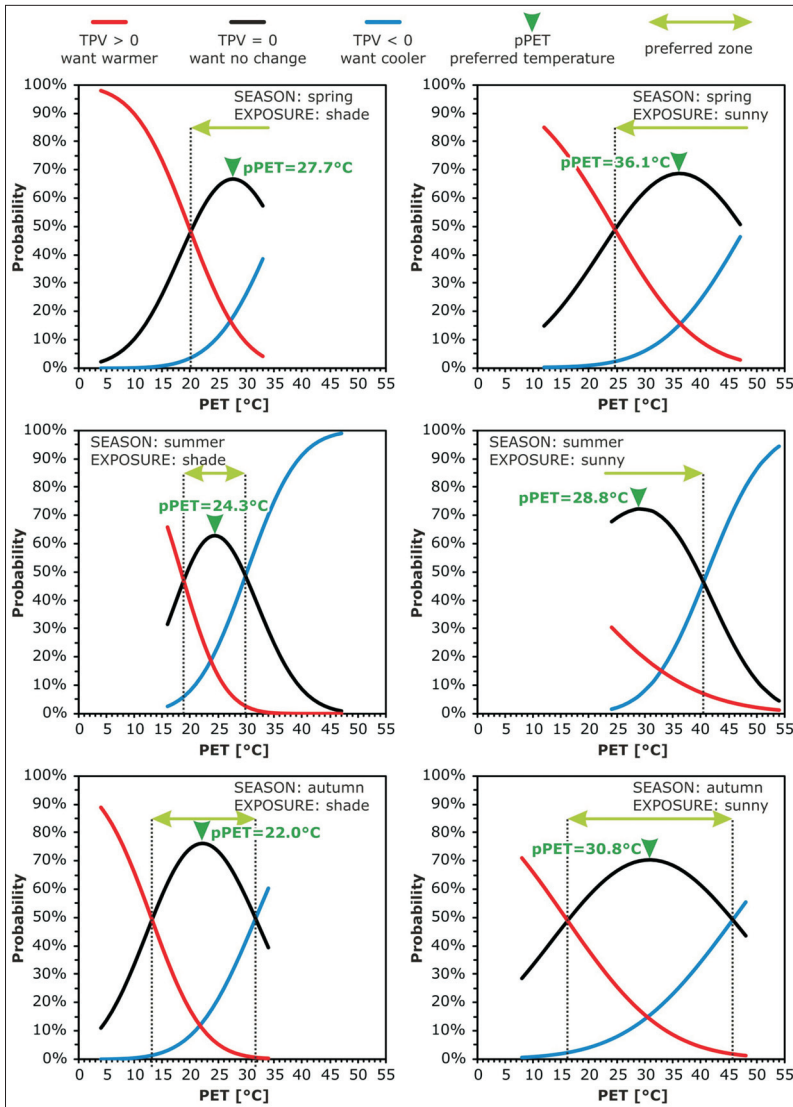 TPV > 0
want warmer
TPV = 0
want no change
TPV < 0
want cooler
pPET
preferred temperature
preferred zone
100%
90%
80%
70%
60%
50%
40%
30%
20%
10%
0%
Probability
SEASON: spring
EXPOSURE: shade
pPET=27.7°C
0 5 10 15 20 25 30 35 40 45 50 55
PET [°C]
100%
90%
80%
70%
60%
50%
40%
30%
20%
10%
0%
Probability
SEASON: spring
EXPOSURE: sunny
pPET=36.1°C
0 5 10 15 20 25 30 35 40 45 50 55
PET [°C]
100%
90%
80%
70%
60%
50%
40%
30%
20%
10%
0%
Probability
SEASON: summer
EXPOSURE: shade
pPET=24.3°C
0 5 10 15 20 25 30 35 40 45 50 55
PET [°C]
100%
90%
80%
70%
60%
50%
40%
30%
20%
10%
0%
Probability
SEASON: summer
EXPOSURE: sunny
pPET=28.8°C
0 5 10 15 20 25 30 35 40 45 50 55
PET [°C]
100%
90%
80%
70%
60%
50%
40%
30%
20%
10%
0%
Probability
SEASON: autumn
EXPOSURE: shade
pPET=22.0°C
0 5 10 15 20 25 30 35 40 45 50 55
PET [°C]
100%
90%
80%
70%
60%
50%
40%
30%
20%
10%
0%
Probability
SEASON: autumn
EXPOSURE: sunny
pPET=30.8°C
0 5 10 15 20 25 30 35 40 45 50 55
PET [°C]